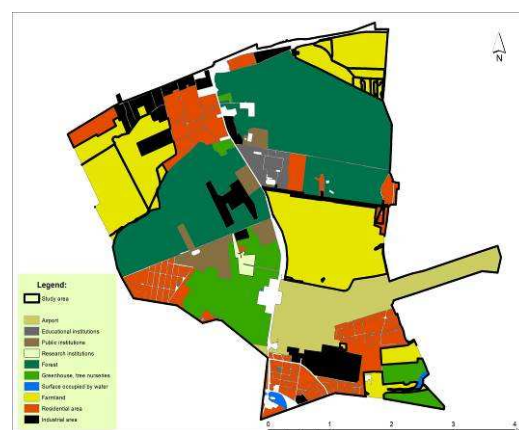 N
Legend:
Study area
Airport
Educational institutions
Public institutions
Research institutions
Forest
Greenhouse, tree nurseries
Surface occupied by water
Farmland
Residential area
Industrial area
0 1 2 3 4